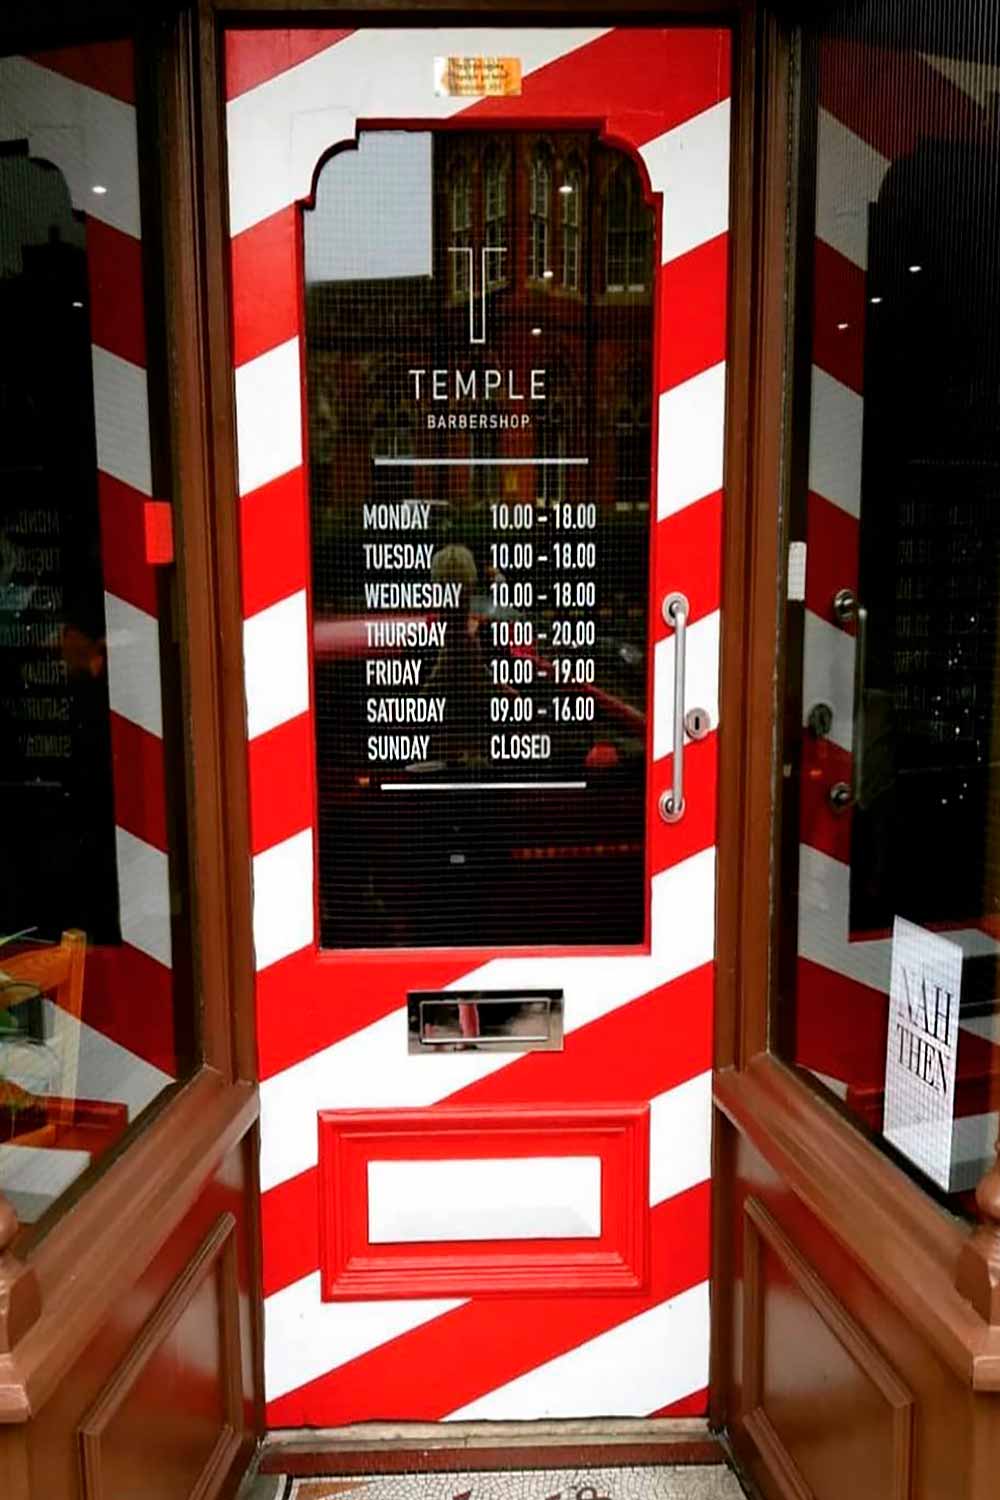 T
TEMPLE
BARBERSHOP
MONDAY 10.00 - 18.00
TUESDAY 10.00 - 18.00
WEDNESDAY 10.00 - 18.00
THURSDAY 10.00 - 20.00
FRIDAY 10.00 - 19.00
SATURDAY 09.00 - 16.00
SUNDAY CLOSED
NAH
THEN